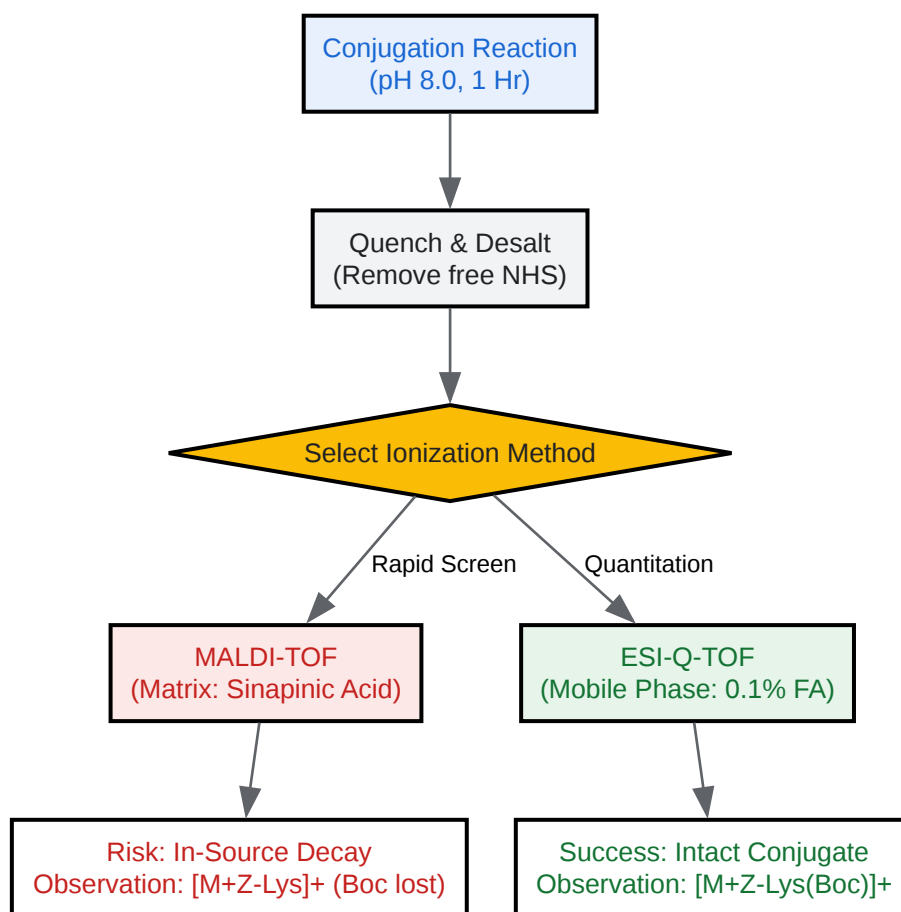 Conjugation Reaction
(pH 8.0, 1 Hr)
Quench & Desalt
(Remove free NHS)
Select Ionization Method
Rapid Screen
Quantitation
MALDI-TOF
(Matrix: Sinapinic Acid)
ESI-Q-TOF
(Mobile Phase: 0.1% FA)
Risk: In-Source Decay
Observation: [M+Z-Lys]+ (Boc lost)
Success: Intact Conjugate
Observation: [M+Z-Lys(Boc)]+